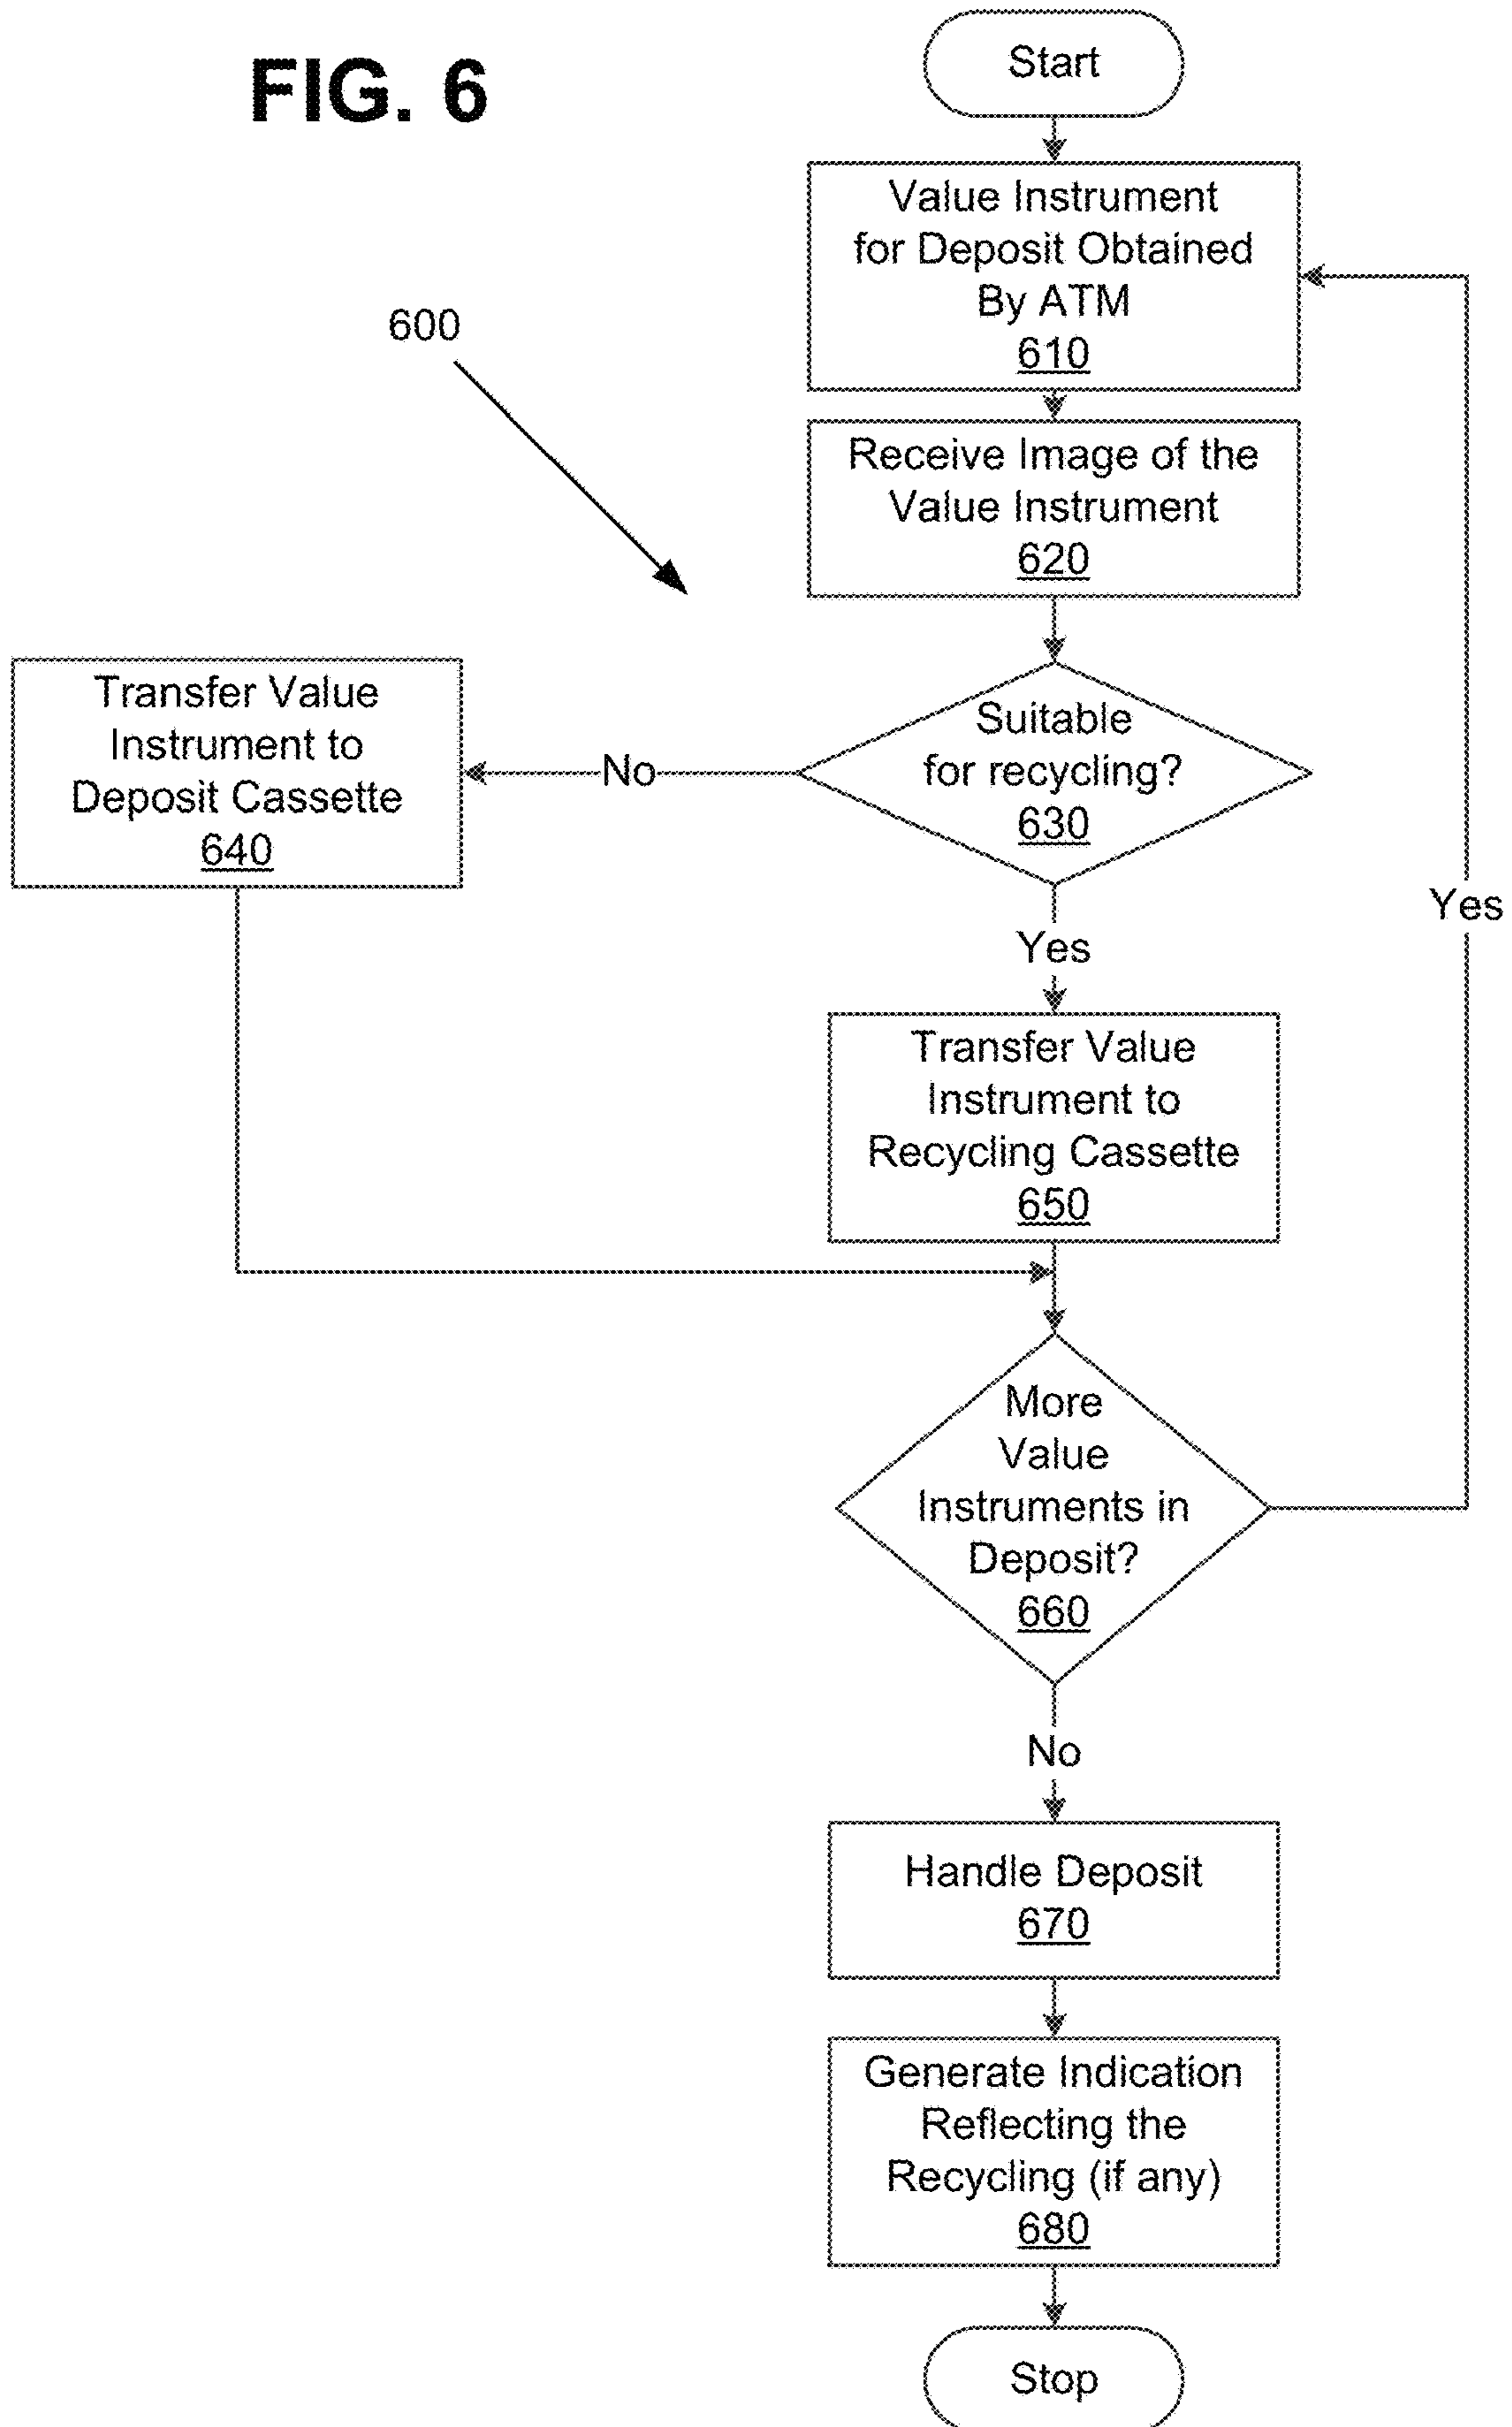 FIG. 6
Start
Value Instrument
for Deposit Obtained
By ATM
610
600
Receive Image of the
Value Instrument
620
Suitable
for recycling?
630
No
Transfer Value
Instrument to
Deposit Cassette
640
Yes
Yes
Transfer Value
Instrument to
Recycling Cassette
650
More
Value
Instruments in
Deposit?
660
No
Handle Deposit
670
Generate Indication
Reflecting the
Recycling (if any)
680
Stop